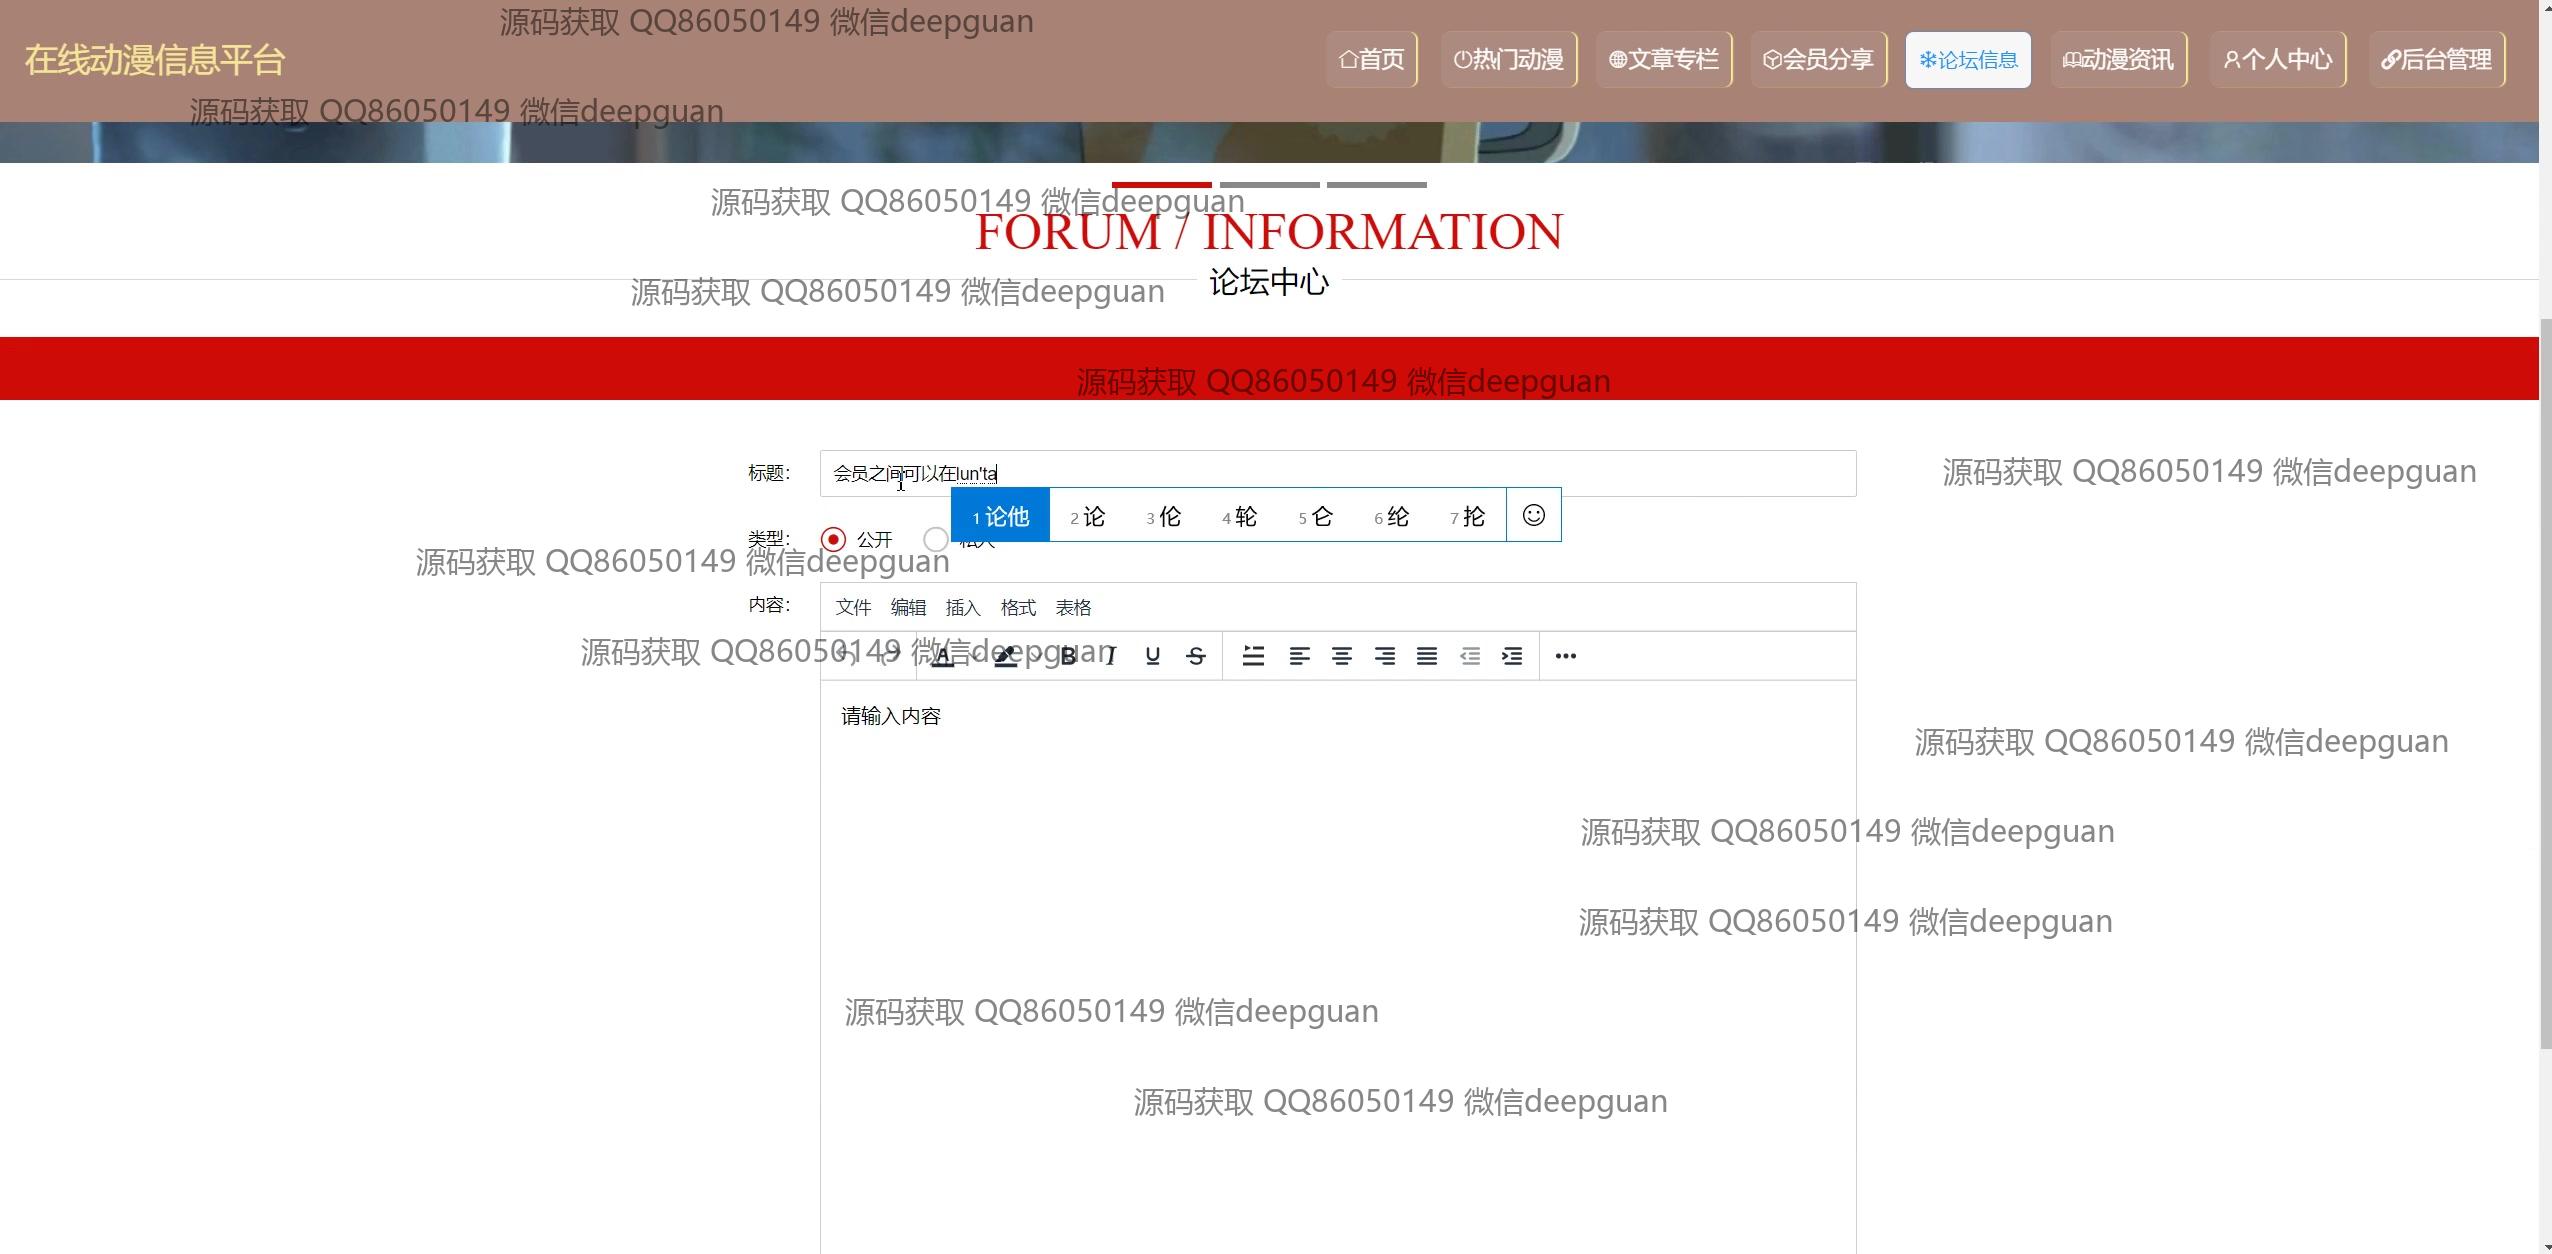 源码获取 QQ86050149 微信deepguan
在线动漫信息平台
首页 热门动漫 文章专栏 会员分享 论坛信息 动漫资讯 个人中心 后台管理
源码获取 QQ86050149 微信deepguan
源码获取 QQ86050149 微信deepguan
FORUM / INFORMATION
论坛中心
源码获取 QQ86050149 微信deepguan
源码获取 QQ86050149 微信deepguan
标题： 会员之间可以在lun'ta
源码获取 QQ86050149 微信deepguan
1 论他 2 论 3 伦 4 轮 5 仑 6 纶 7 抡
类型： 公开 私人
源码获取 QQ86050149 微信deepguan
内容： 文件 编辑 插入 格式 表格
源码获取 QQ86050149 微信deepguan
A B I U S
请输入内容
源码获取 QQ86050149 微信deepguan
源码获取 QQ86050149 微信deepguan
源码获取 QQ86050149 微信deepguan
源码获取 QQ86050149 微信deepguan
源码获取 QQ86050149 微信deepguan